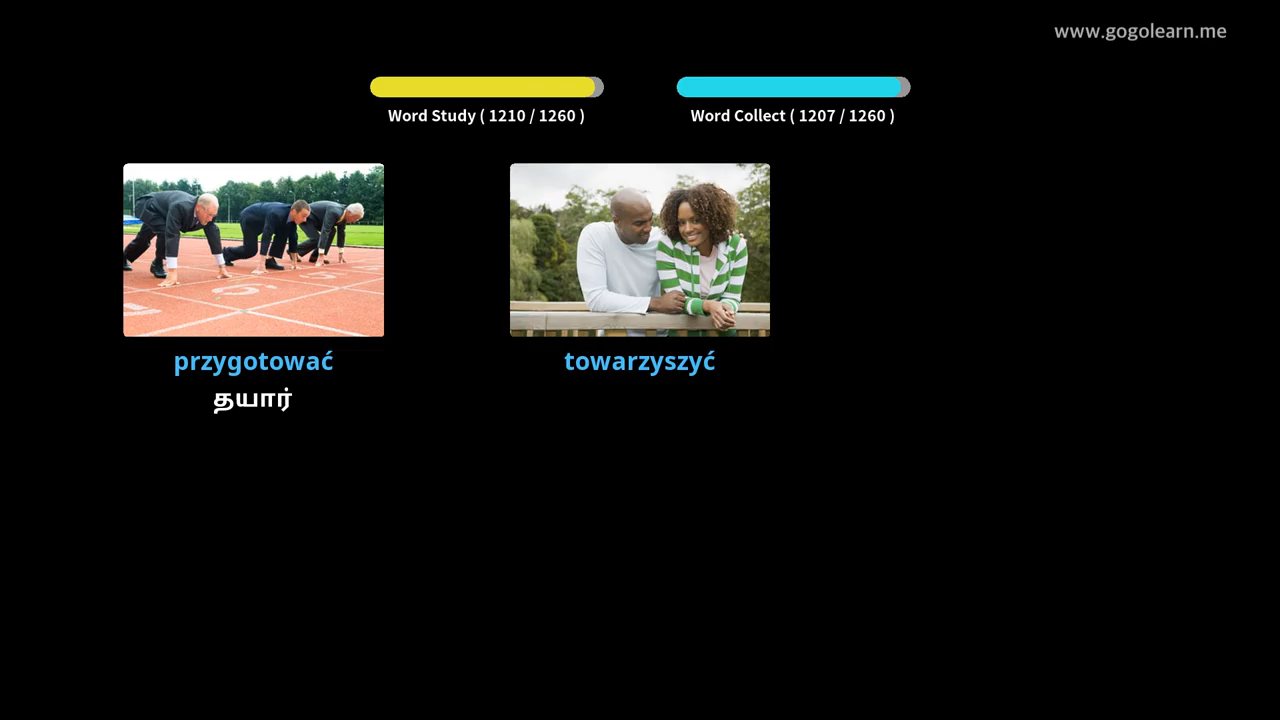 www.gogolearn.me
Word Study ( 1210 / 1260 )
Word Collect ( 1207 / 1260 )
przygotować
towarzyszyć
தயார்